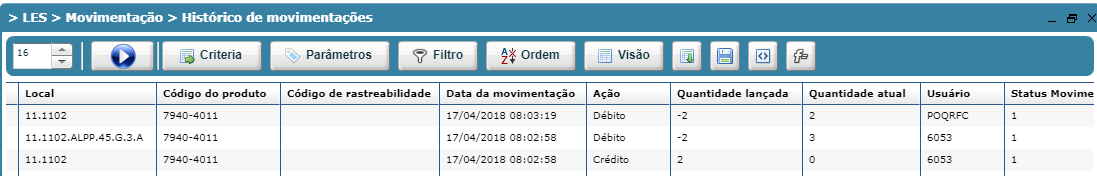 > LES > Movimentação > Histórico de movimentações
16 Criteria Parâmetros Filtro Ordem Visão
Local Código do produto Código de rastreabilidade Data da movimentação Ação Quantidade lançada Quantidade atual Usuário Status Movime
11.1102 7940-4011 17/04/2018 08:03:19 Débito -2 2 POQRFC 1
11.1102.ALPP.45.G.3.A 7940-4011 17/04/2018 08:02:58 Débito -2 3 6053 1
11.1102 7940-4011 17/04/2018 08:02:58 Crédito 2 0 6053 1